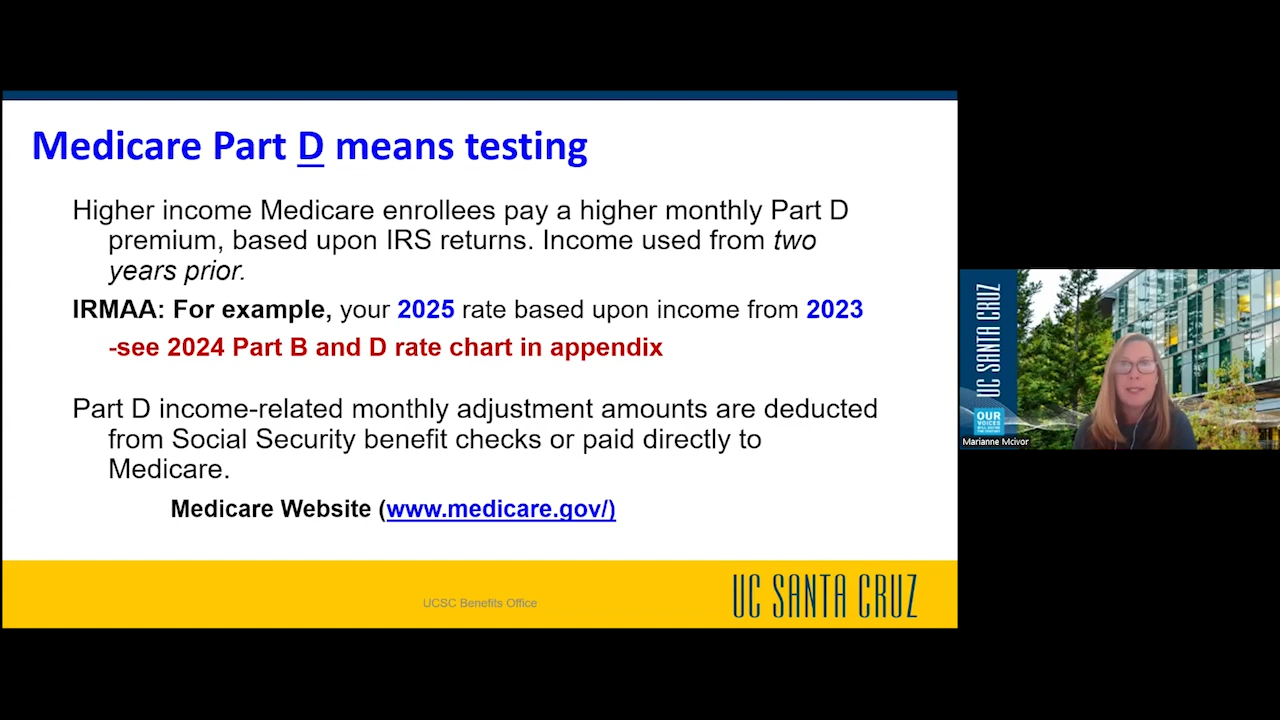 Medicare Part D means testing
Higher income Medicare enrollees pay a higher monthly Part D
premium, based upon IRS returns. Income used from two
years prior.
IRMAA: For example, your 2025 rate based upon income from 2023
-see 2024 Part B and D rate chart in appendix
Part D income-related monthly adjustment amounts are deducted
from Social Security benefit checks or paid directly to
Medicare.
Medicare Website (www.medicare.gov/)
UCSC Benefits Office
UC SANTA CRUZ
UC SANTA CRUZ
OUR
VOICES
Marianne Mcivor